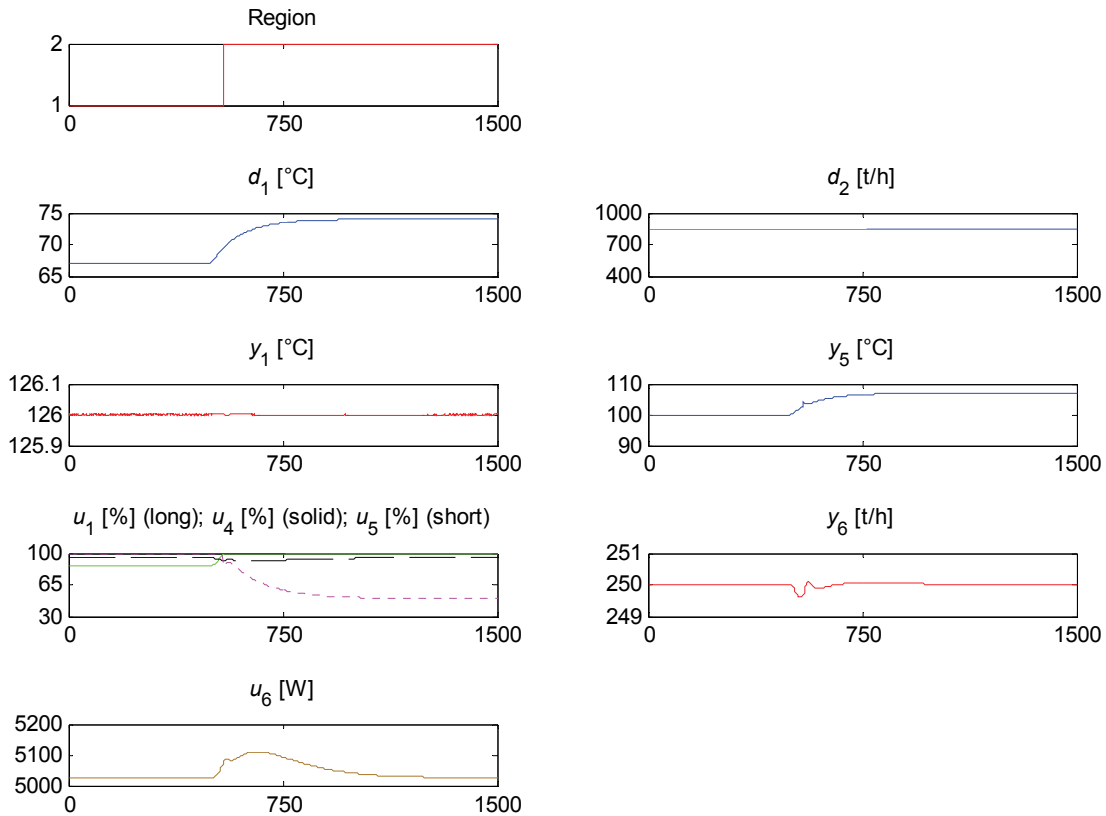 Region
2
1
0 750 1500
d1 [°C]
75
70
65
0 750 1500
d2 [t/h]
1000
700
400
0 750 1500
y1 [°C]
126.1
126
125.9
0 750 1500
y5 [°C]
110
100
90
0 750 1500
u1 [%] (long); u4 [%] (solid); u5 [%] (short)
100
65
30
0 750 1500
y6 [t/h]
251
250
249
0 750 1500
u6 [W]
5200
5100
5000
0 750 1500